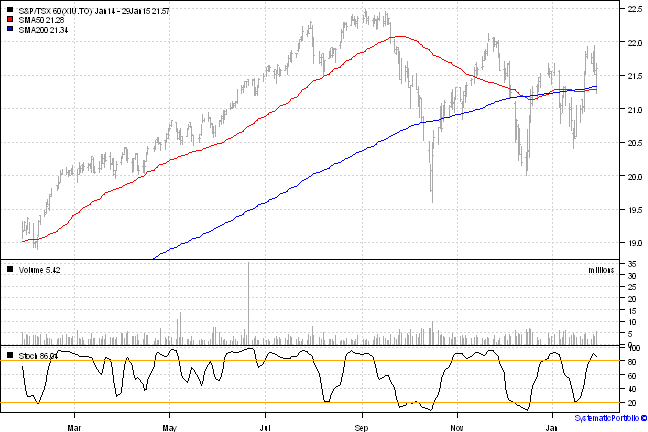 S&P/TSX 60(XIU.TO) Jan14 - 29Jan15 21.57
SMA50 21.28
SMA200 21.34
22.5
22.0
21.5
21.0
20.5
20.0
19.5
19.0
Volume 5.42
millions
35
30
25
20
15
10
5
0
Stoch 86.04
100
80
60
40
20
Mar May Jul Sep Nov Jan
SystematicPortfolio ©